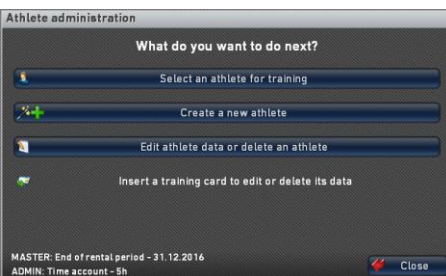 Athlete administration
What do you want to do next?
Select an athlete for training
Create a new athlete
Edit athlete data or delete an athlete
Insert a training card to edit or delete its data
MASTER: End of rental period - 31.12.2016
ADMIN: Time account - 5h
Close